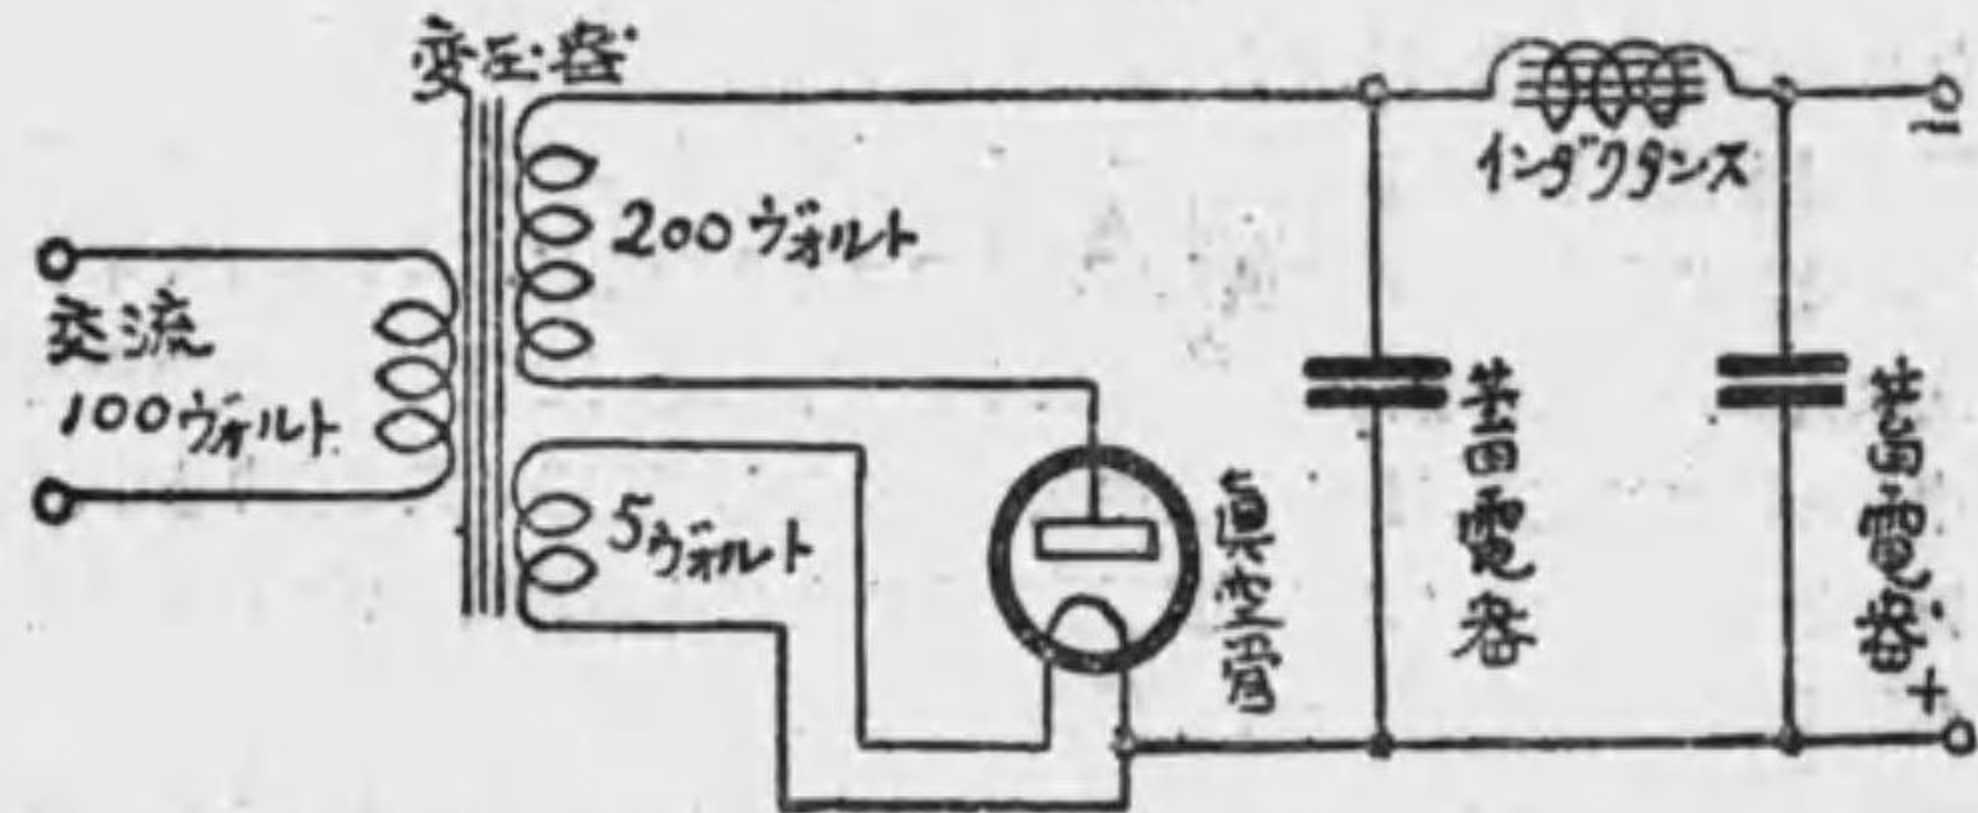 変圧器
交流
100ヴォルト
200ヴォルト
5ヴォルト
真空管
インダクタンス
−
蓄電器
蓄電器
+